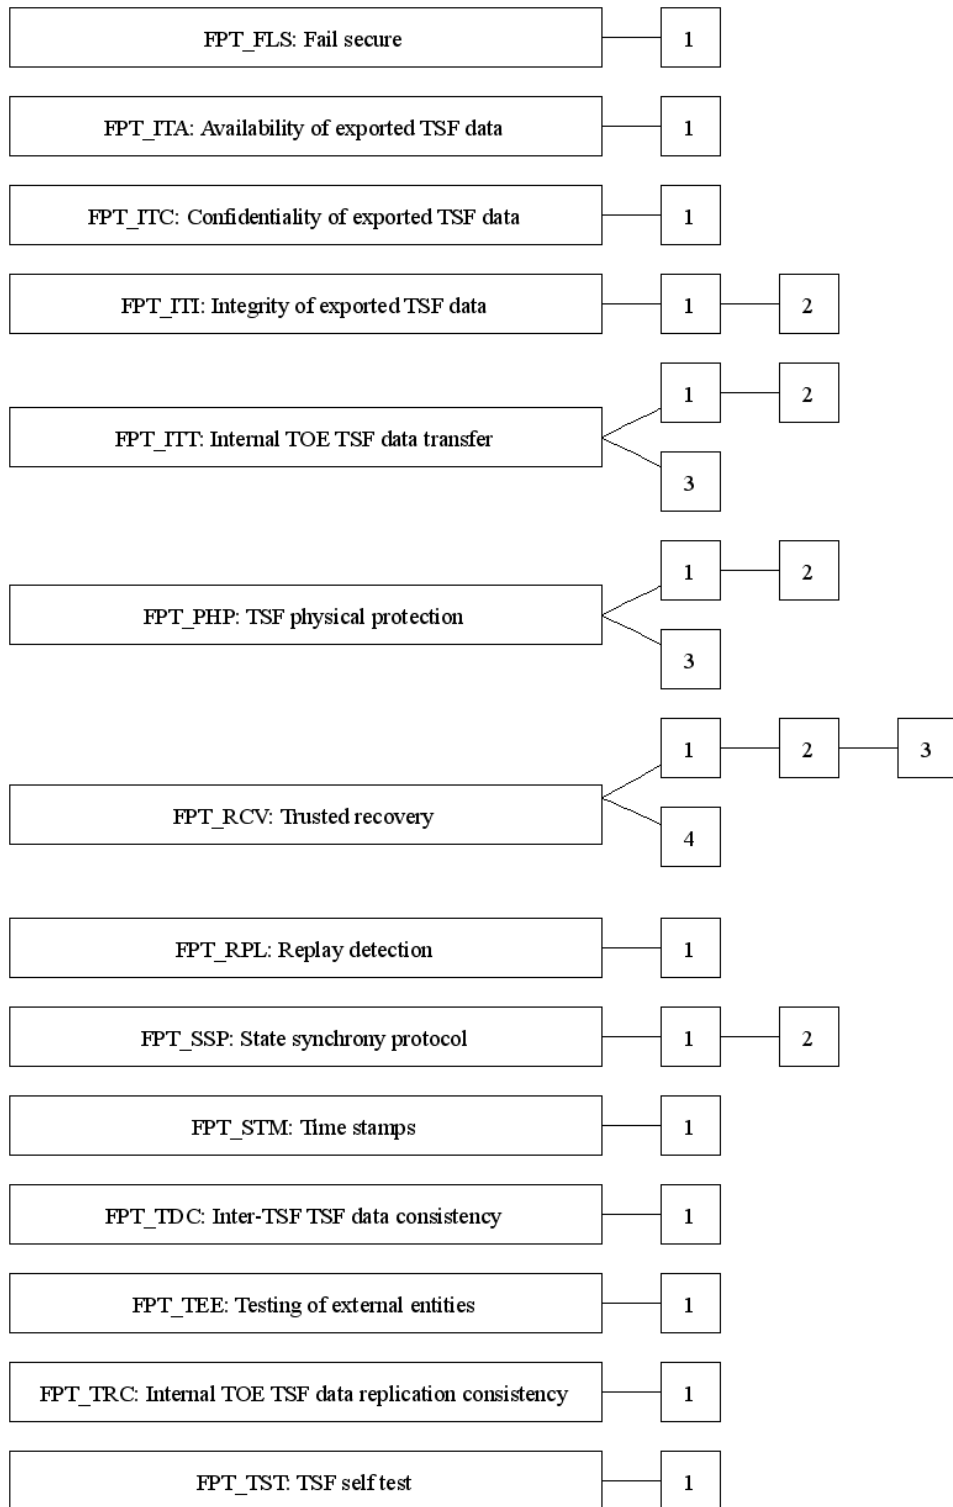 FPT_FLS: Fail secure 1
FPT_ITA: Availability of exported TSF data 1
FPT_ITC: Confidentiality of exported TSF data 1
FPT_ITI: Integrity of exported TSF data 1 2
1 2
FPT_ITT: Internal TOE TSF data transfer
3
1 2
FPT_PHP: TSF physical protection
3
1 2 3
FPT_RCV: Trusted recovery
4
FPT_RPL: Replay detection 1
FPT_SSP: State synchrony protocol 1 2
FPT_STM: Time stamps 1
FPT_TDC: Inter-TSF TSF data consistency 1
FPT_TEE: Testing of external entities 1
FPT_TRC: Internal TOE TSF data replication consistency 1
FPT_TST: TSF self test 1